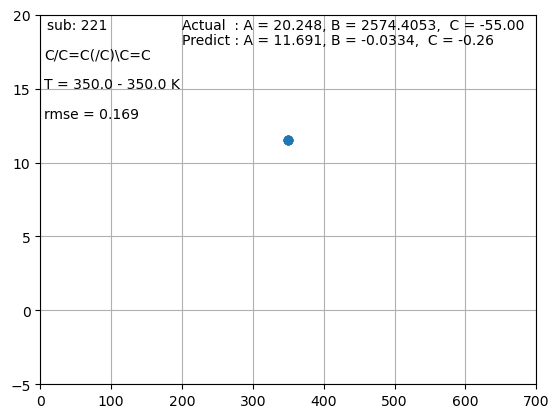 sub: 221
Actual : A = 20.248, B = 2574.4053, C = -55.00
Predict : A = 11.691, B = -0.0334, C = -0.26
C/C=C(/C)\C=C
T = 350.0 - 350.0 K
rmse = 0.169
20
15
10
5
0
−5
0 100 200 300 400 500 600 700